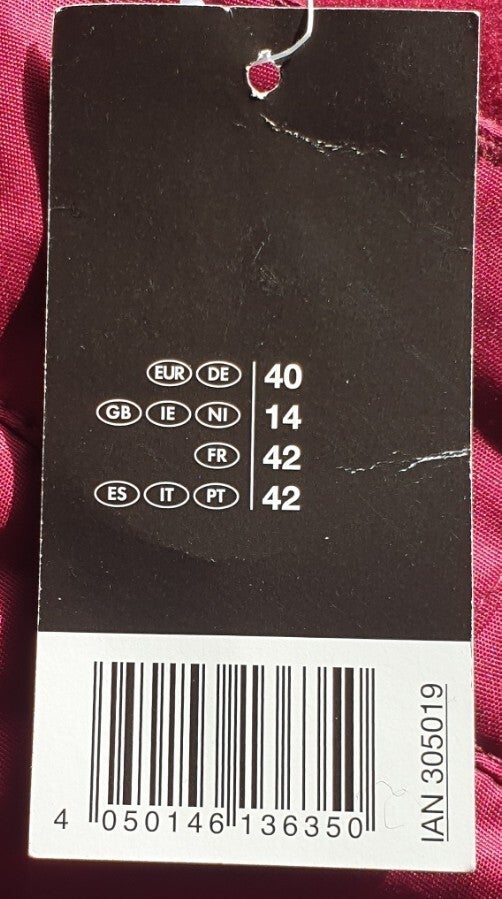 EUR DE 40
GB IE NI 14
FR 42
ES IT PT 42
4 050146 136350
IAN 305019